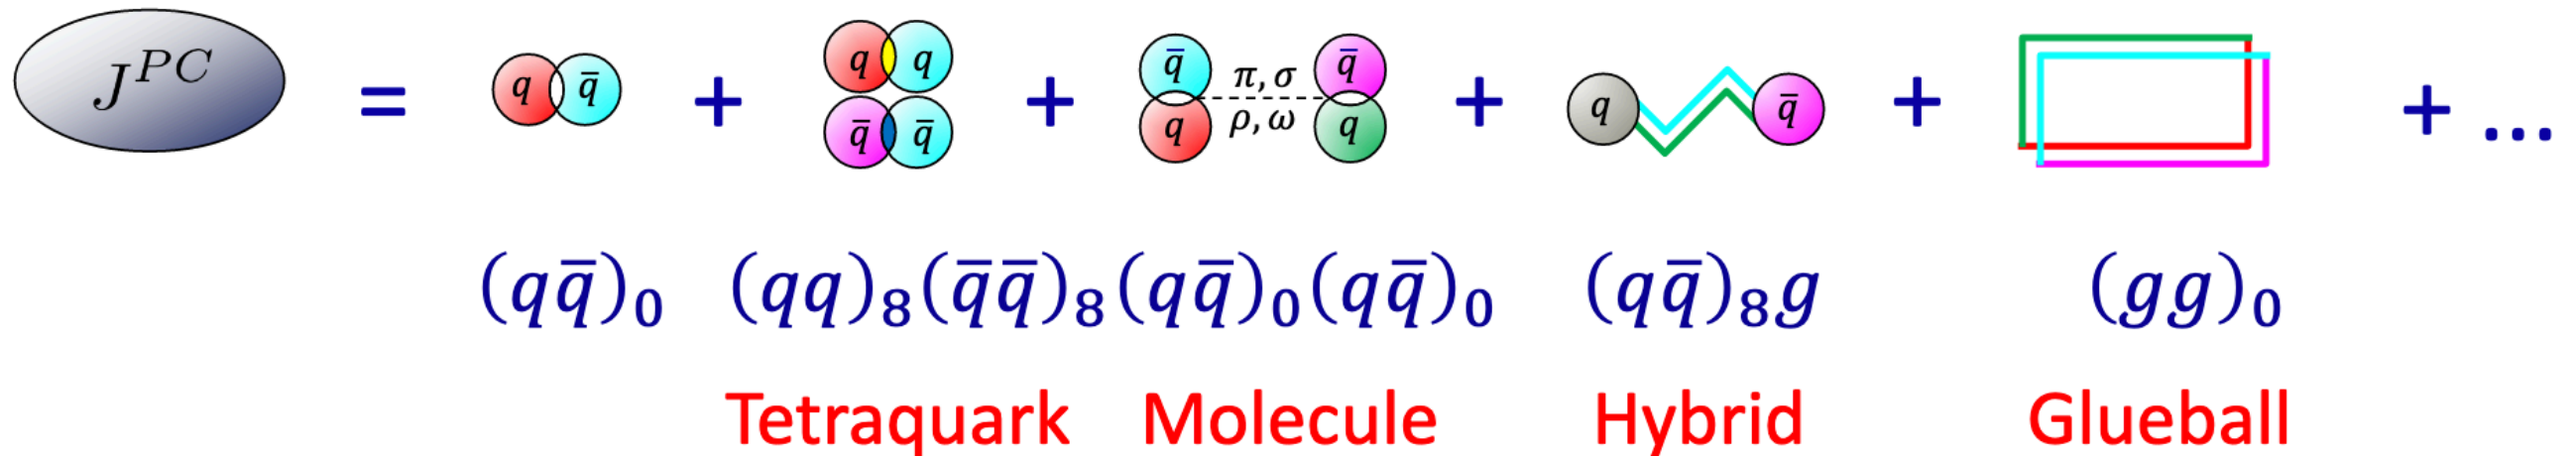 J^{PC} = q q̄ + q q + q̄ π, σ q̄ + q q̄ + + ...
q̄ q̄ q ρ, ω q
(qq̄)₀ (qq)₈(q̄q̄)₈ (qq̄)₀(qq̄)₀ (qq̄)₈g (gg)₀
Tetraquark Molecule Hybrid Glueball